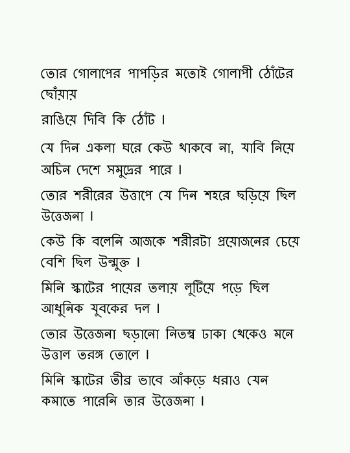 তোর গোলাপের পাপড়ির মতোই গোলাপী ঠোঁটের
ছোঁয়ায়
রাঙিয়ে দিবি কি ঠোঁট ।
যে দিন একলা ঘরে কেউ থাকবে না, যাবি নিয়ে
অচিন দেশে সমুদ্রের পারে ।
তোর শরীরের উত্তাপে যে দিন শহরে ছড়িয়ে ছিল
উত্তেজনা ।
কেউ কি বলেনি আজকে শরীরটা প্রয়োজনের চেয়ে
বেশি ছিল উন্মুক্ত ।
মিনি স্কার্টের পায়ের তলায় লুটিয়ে পড়ে ছিল
আধুনিক যুবকের দল ।
তোর উত্তেজনা ছড়ানো নিতম্ব ঢাকা থেকেও মনে
উত্তাল তরঙ্গ তোলে ।
মিনি স্কার্টের তীব্র ভাবে আঁকড়ে ধরাও যেন
কমাতে পারেনি তার উত্তেজনা ।